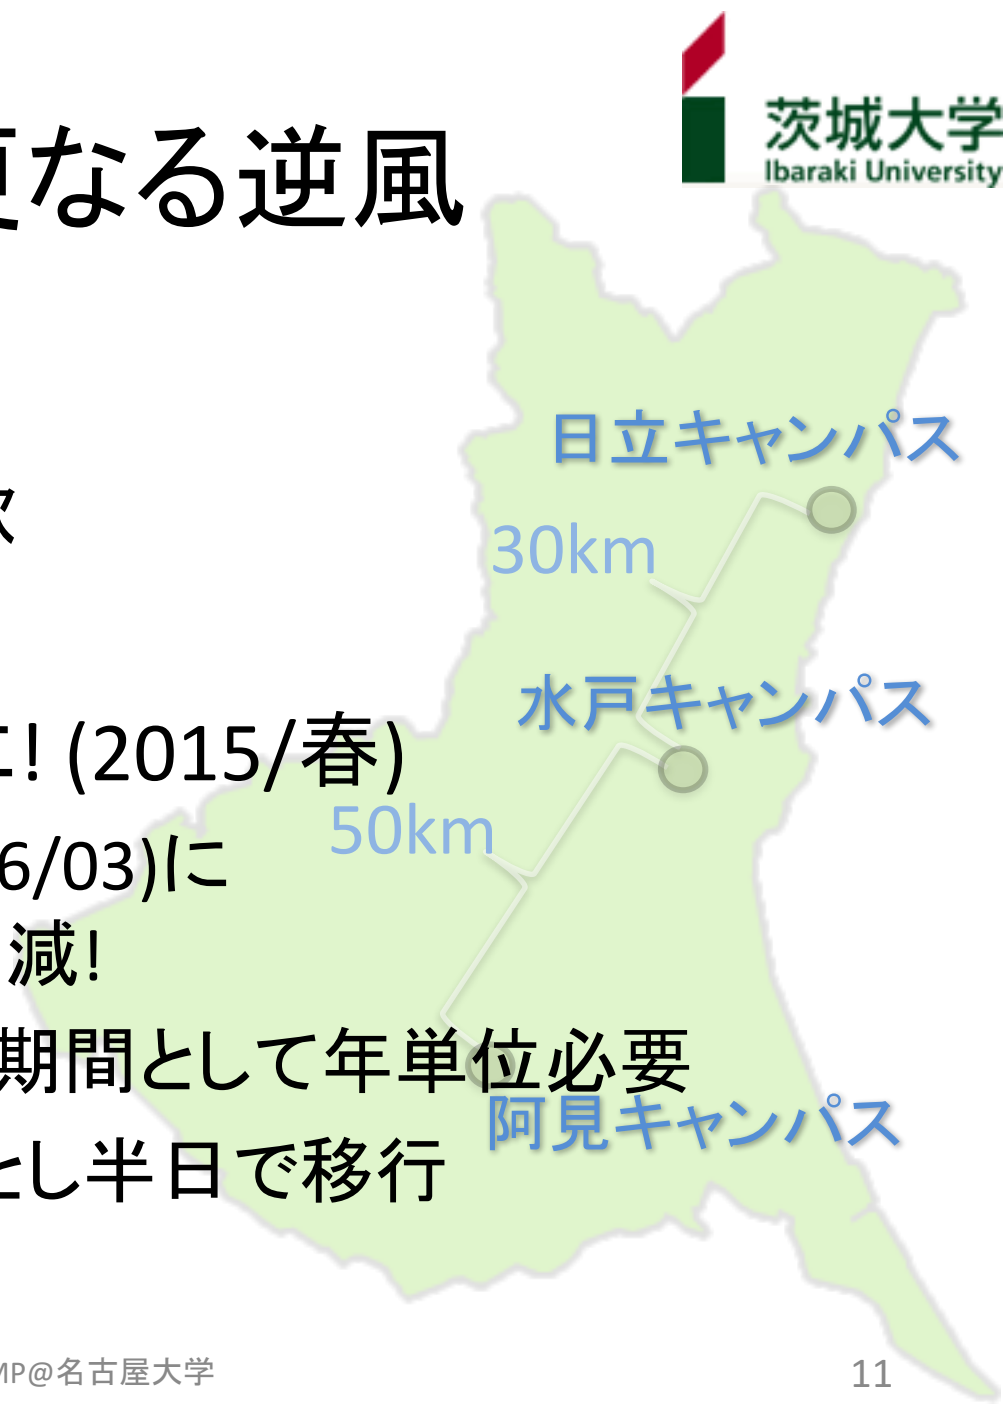 茨城大学
Ibaraki University
更なる逆風
日立キャンパス
30km
水戸キャンパス
! (2015/春)
50km
6/03)に
減!
期間として年単位必要
阿見キャンパス
とし半日で移行
MP@名古屋大学
11